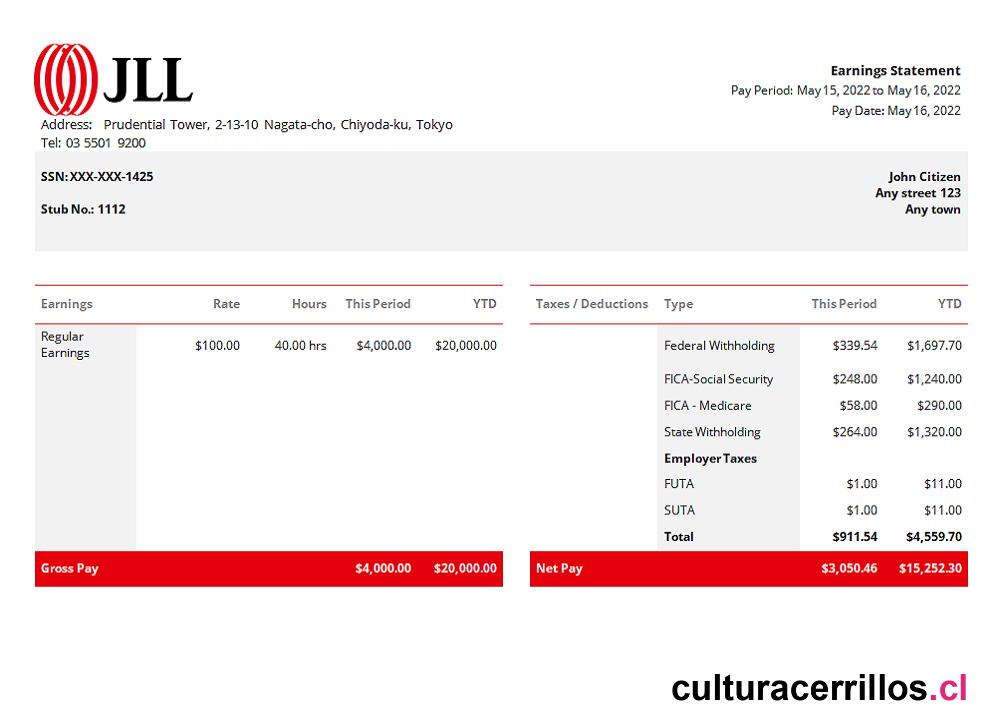 JLL
Earnings Statement
Pay Period: May 15, 2022 to May 16, 2022
Pay Date: May 16, 2022
Address: Prudential Tower, 2-13-10 Nagata-cho, Chiyoda-ku, Tokyo
Tel: 03 5501 9200
SSN: XXX-XXX-1425
Stub No.: 1112
John Citizen
Any street 123
Any town
Earnings Rate Hours This Period YTD
Regular
Earnings
$100.00 40.00 hrs $4,000.00 $20,000.00
Gross Pay $4,000.00 $20,000.00
Taxes / Deductions Type This Period YTD
Federal Withholding $339.54 $1,697.70
FICA-Social Security $248.00 $1,240.00
FICA - Medicare $58.00 $290.00
State Withholding $264.00 $1,320.00
Employer Taxes
FUTA $1.00 $11.00
SUTA $1.00 $11.00
Total $911.54 $4,559.70
Net Pay $3,050.46 $15,252.30
culturacerrillos.cl